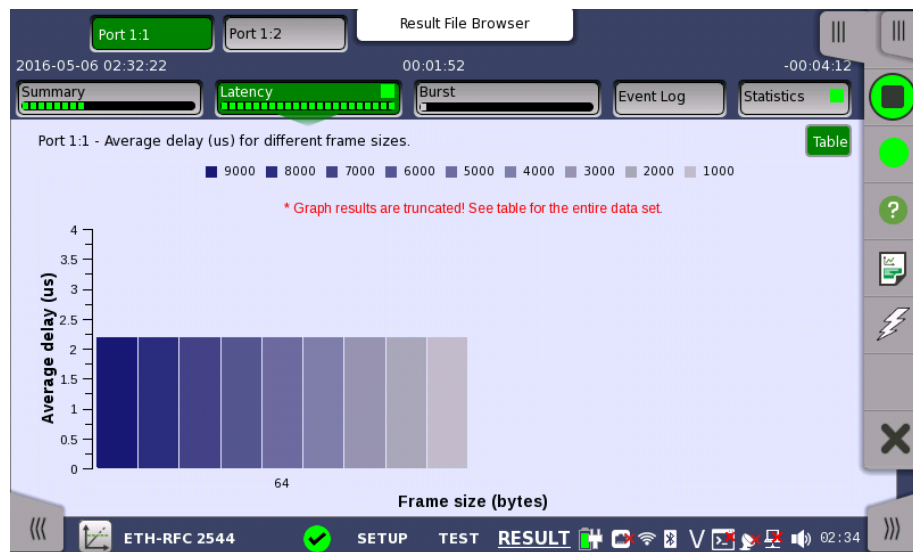 Port 1:1
Port 1:2
Result File Browser
2016-05-06 02:32:22
00:01:52
-00:04:12
Summary
Latency
Burst
Event Log
Statistics
Port 1:1 - Average delay (us) for different frame sizes.
Table
9000 8000 7000 6000 5000 4000 3000 2000 1000
* Graph results are truncated! See table for the entire data set.
Average delay (us)
4
3.5
3
2.5
2
1.5
1
0.5
0
64
Frame size (bytes)
ETH-RFC 2544
SETUP
TEST
RESULT
V
02:34